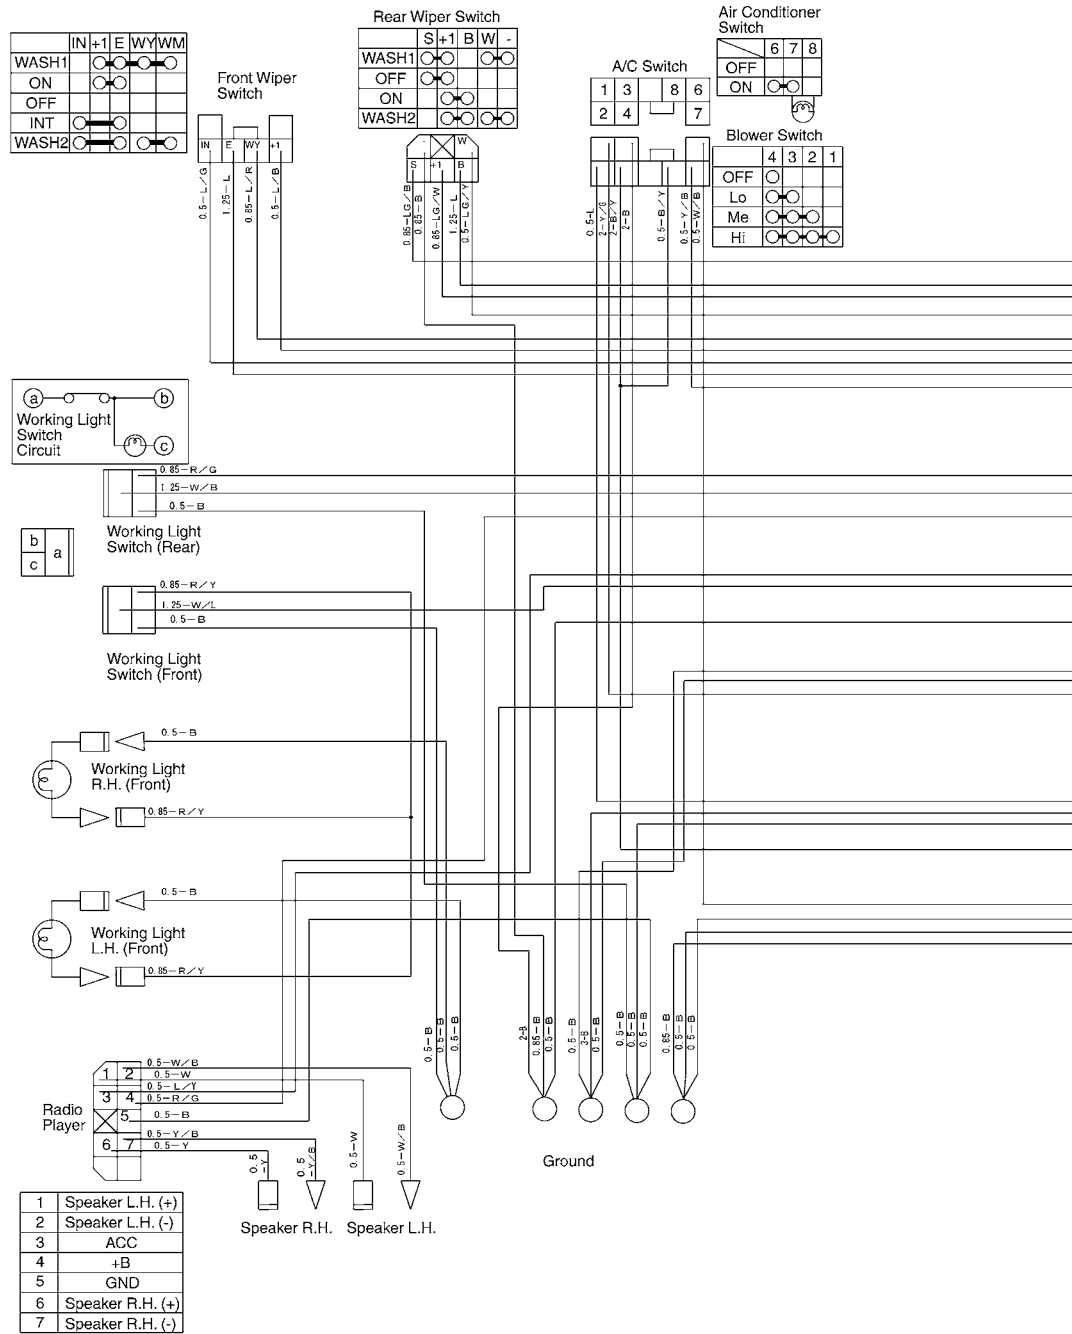 IN +1 E WY WM
WASH1
ON
OFF
INT
WASH2
Front Wiper
Switch
IN E WY +1
0.5-L/G
1.25-L
0.85-L/R
0.5-L/B
Rear Wiper Switch
S +1 B W -
WASH1
OFF
ON
WASH2
- W
S +1 B
0.85-LG/B
0.85-B
0.85-LG/W
1.25-L
0.5-LG/Y
A/C Switch
1 3 8 6
2 4 7
0.5-L
2-Y/G
2-B/Y
2-B
0.5-B/Y
0.5-Y/B
0.5-W/B
Air Conditioner
Switch
6 7 8
OFF
ON
Blower Switch
4 3 2 1
OFF
Lo
Me
Hi
a b
Working Light
Switch
Circuit
c
0.85-R/G
1.25-W/B
0.5-B
Working Light
Switch (Rear)
b
a
c
0.85-R/Y
1.25-W/L
0.5-B
Working Light
Switch (Front)
0.5-B
Working Light
R.H. (Front)
0.85-R/Y
0.5-B
Working Light
L.H. (Front)
0.85-R/Y
0.5-B
0.5-B
0.5-B
2-B
0.85-B
0.5-B
0.5-B
3-B
0.5-B
0.5-B
0.5-B
0.5-B
0.85-B
0.5-B
0.5-B
Ground
Radio
Player
1 2
3 4
5
6 7
0.5-W/B
0.5-W
0.5-L/Y
0.5-R/G
0.5-B
0.5-Y/B
0.5-Y
0.5
-Y
0.5
-Y/B
0.5-W
0.5-W/B
Speaker R.H. Speaker L.H.
1 Speaker L.H. (+)
2 Speaker L.H. (-)
3 ACC
4 +B
5 GND
6 Speaker R.H. (+)
7 Speaker R.H. (-)